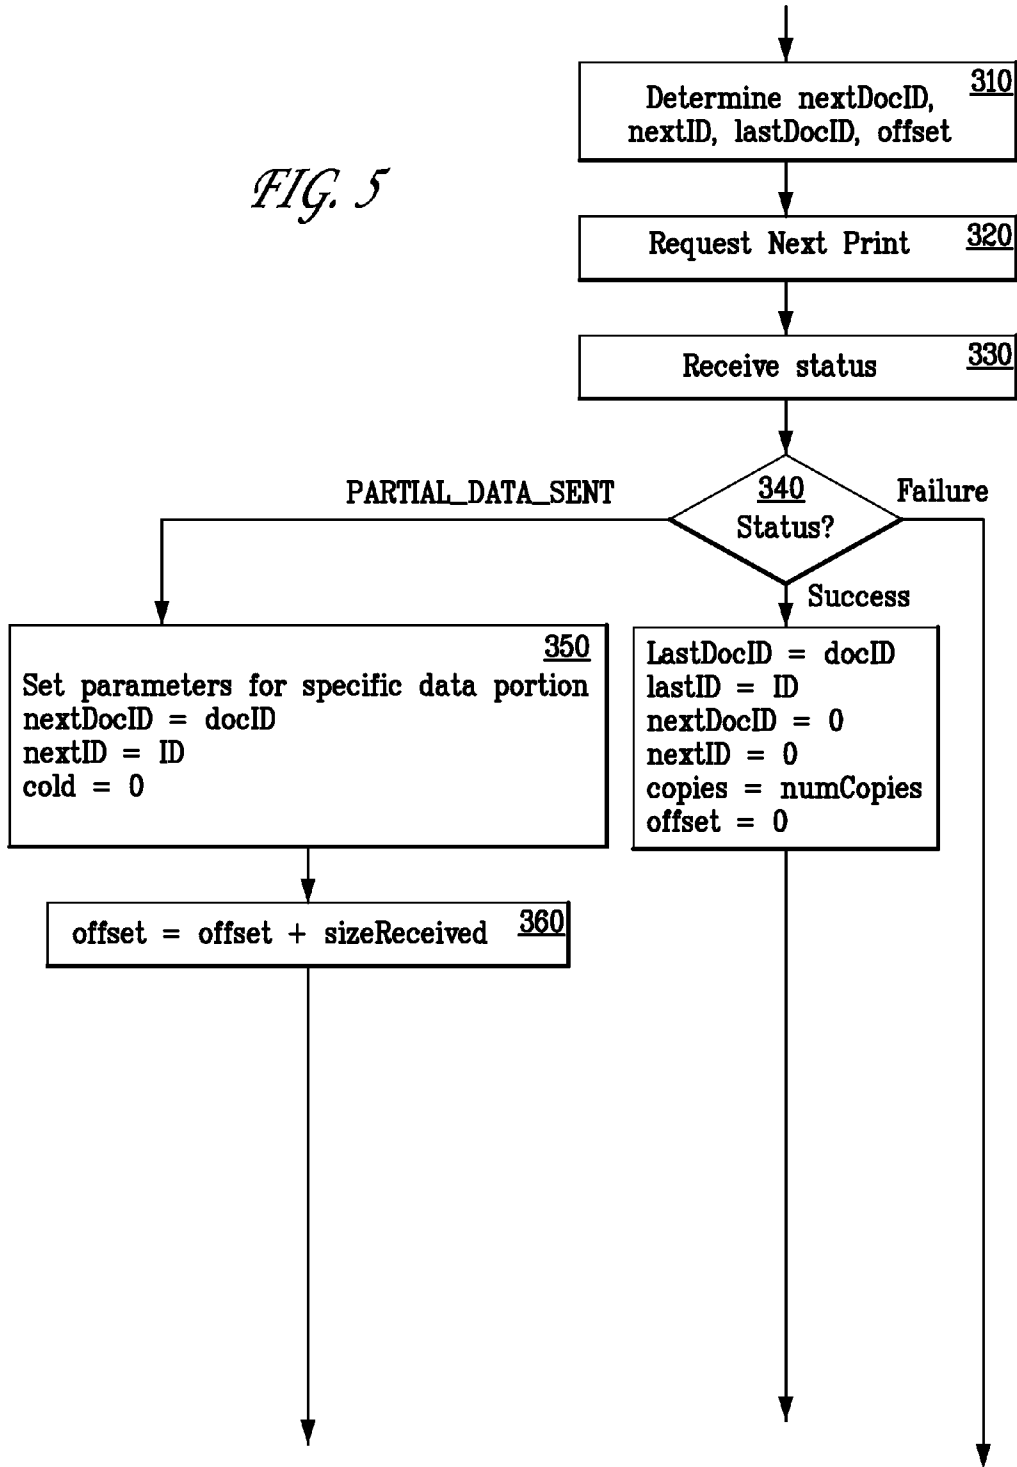 310
Determine nextDocID,
nextID, lastDocID, offset
FIG. 5
Request Next Print 320
Receive status 330
PARTIAL_DATA_SENT
340
Status?
Failure
Success
350
Set parameters for specific data portion
nextDocID = docID
nextID = ID
cold = 0
LastDocID = docID
lastID = ID
nextDocID = 0
nextID = 0
copies = numCopies
offset = 0
offset = offset + sizeReceived 360